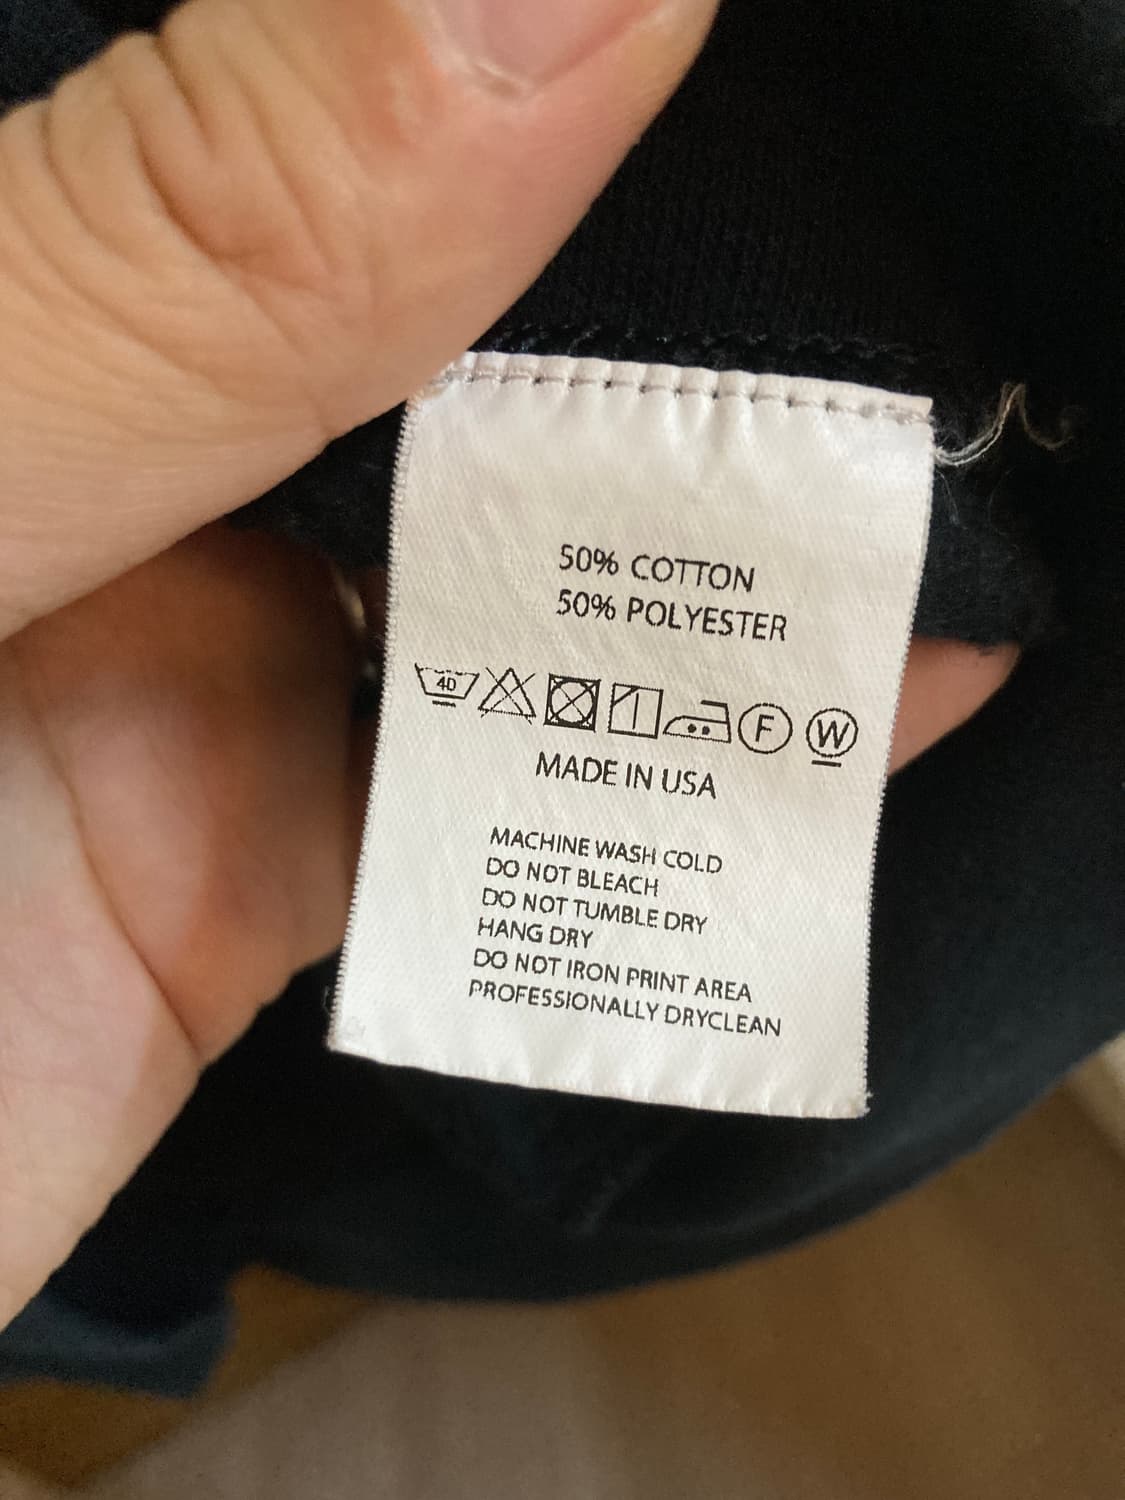 50% COTTON
50% POLYESTER
40 F W
MADE IN USA
MACHINE WASH COLD
DO NOT BLEACH
DO NOT TUMBLE DRY
HANG DRY
DO NOT IRON PRINT AREA
PROFESSIONALLY DRYCLEAN